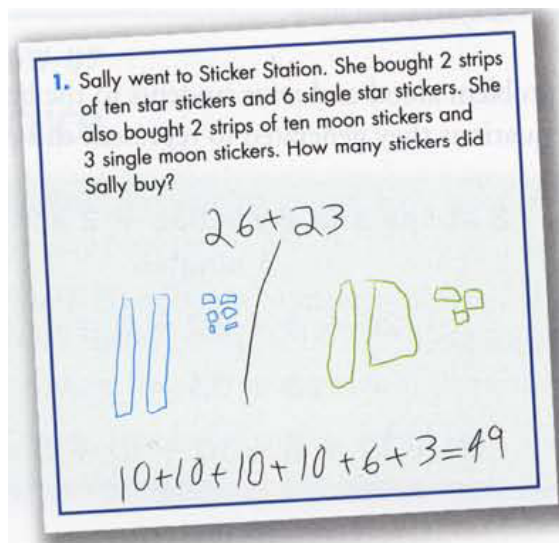 1. Sally went to Sticker Station. She bought 2 strips
of ten star stickers and 6 single star stickers. She
also bought 2 strips of ten moon stickers and
3 single moon stickers. How many stickers did
Sally buy?
26+23
10+10+10+10+6+3=49